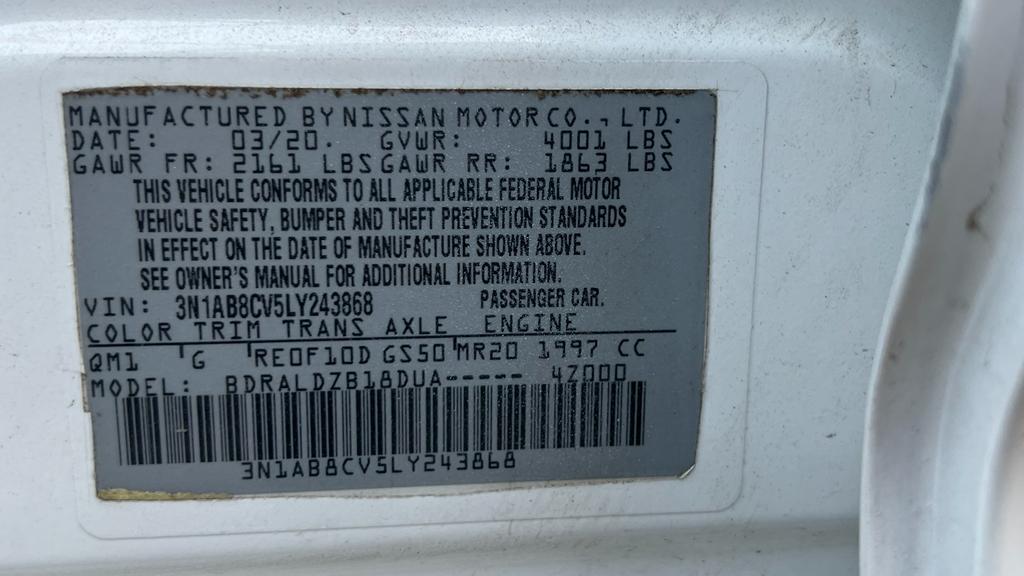 MANUFACTURED BY NISSAN MOTOR CO., LTD.
DATE: 03/20. GVWR: 4001 LBS
GAWR FR: 2161 LBS GAWR RR: 1863 LBS
THIS VEHICLE CONFORMS TO ALL APPLICABLE FEDERAL MOTOR
VEHICLE SAFETY, BUMPER AND THEFT PREVENTION STANDARDS
IN EFFECT ON THE DATE OF MANUFACTURE SHOWN ABOVE.
SEE OWNER'S MANUAL FOR ADDITIONAL INFORMATION.
VIN: 3N1AB8CV5LY243868 PASSENGER CAR.
COLOR TRIM TRANS AXLE ENGINE
QM1 G RE0F10D GS50 MR20 1997 CC
MODEL: BDRALDZB18DUA----- 4Z000
3N1AB8CV5LY243868